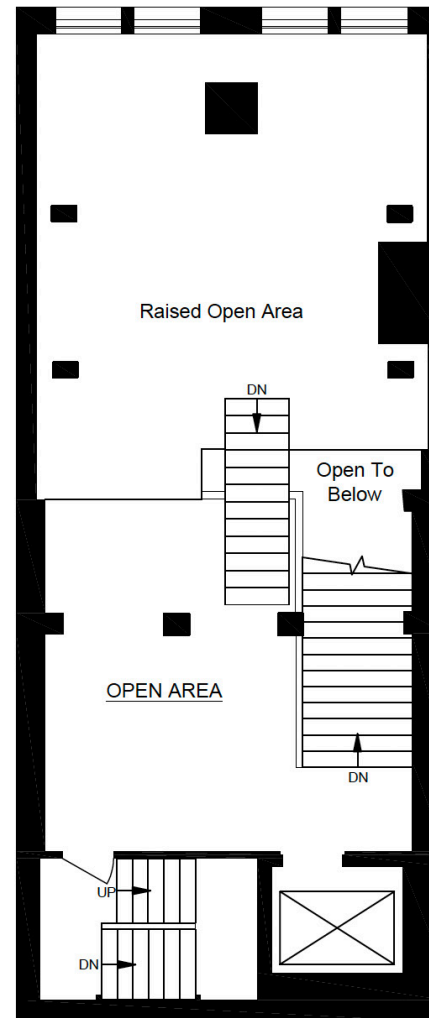 Raised Open Area
DN
Open To
Below
OPEN AREA
DN
UP
DN